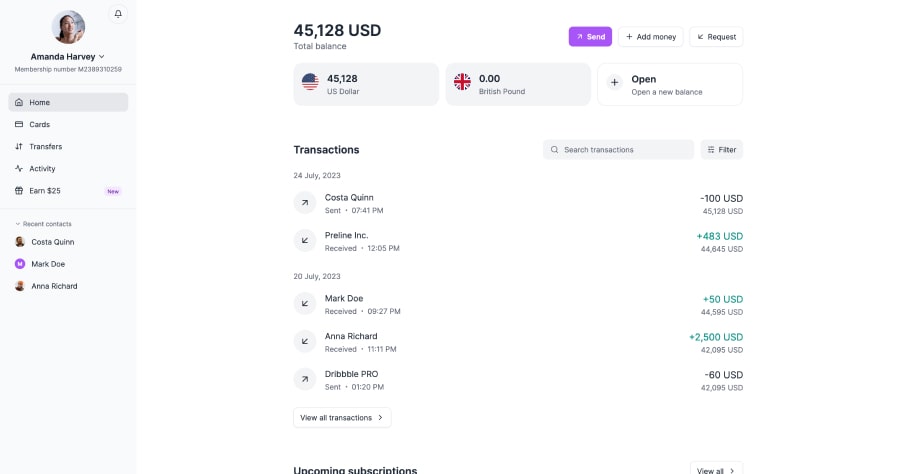 Amanda Harvey
Membership number M2389310259
Home
Cards
Transfers
Activity
Earn $25 New
Recent contacts
Costa Quinn
M Mark Doe
Anna Richard
45,128 USD
Total balance
Send Add money Request
45,128
US Dollar
0.00
British Pound
Open
Open a new balance
Transactions
Search transactions Filter
24 July, 2023
Costa Quinn -100 USD
Sent • 07:41 PM 45,128 USD
Preline Inc. +483 USD
Received • 12:05 PM 44,645 USD
20 July, 2023
Mark Doe +50 USD
Received • 09:27 PM 44,595 USD
Anna Richard +2,500 USD
Received • 11:11 PM 42,095 USD
Dribbble PRO -60 USD
Sent • 01:20 PM 42,095 USD
View all transactions
Upcoming subscriptions View all